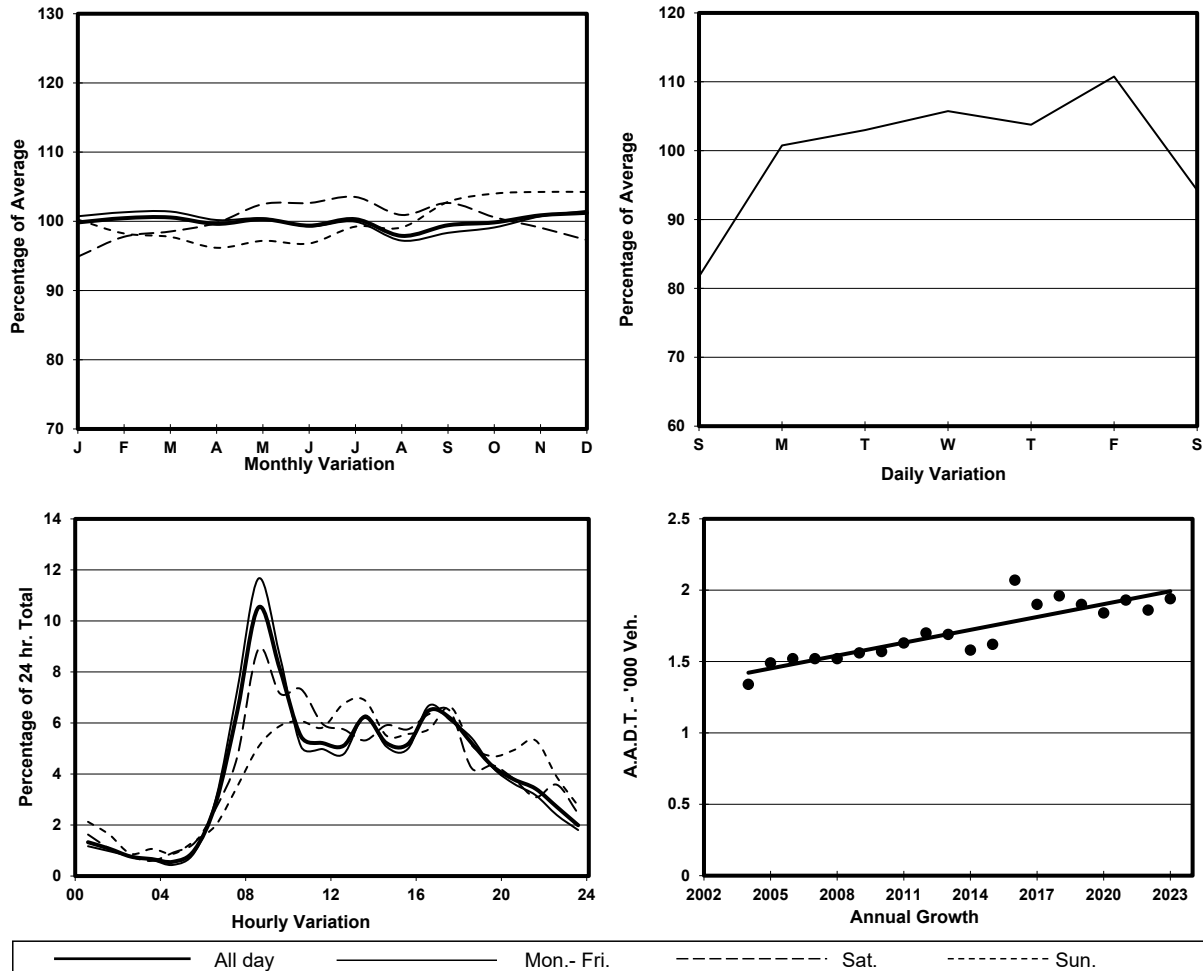 130
120
110
100
90
80
70
Percentage of Average
J F M A M J J A S O N D
Monthly Variation
120
110
100
90
80
70
60
Percentage of Average
S M T W T F S
Daily Variation
14
12
10
8
6
4
2
0
Percentage of 24 hr. Total
00 04 08 12 16 20 24
Hourly Variation
2.5
2
1.5
1
0.5
0
A.A.D.T. - '000 Veh.
2002 2005 2008 2011 2014 2017 2020 2023
Annual Growth
All day Mon.- Fri. Sat. Sun.